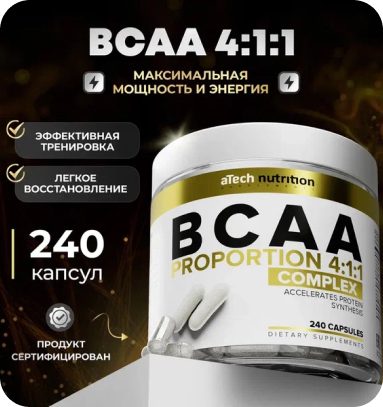 BCAA 4:1:1
МАКСИМАЛЬНАЯ
МОЩНОСТЬ И ЭНЕРГИЯ
ЭФФЕКТИВНАЯ
ТРЕНИРОВКА
ЛЕГКОЕ
ВОССТАНОВЛЕНИЕ
240
капсул
ПРОДУКТ
СЕРТИФИЦИРОВАН
aTech nutrition
BCAA
PROPORTION 4:1:1
COMPLEX
ACCELERATES PROTEIN
SYNTHESIS
240 CAPSULES
DIETARY SUPPLEMENTS